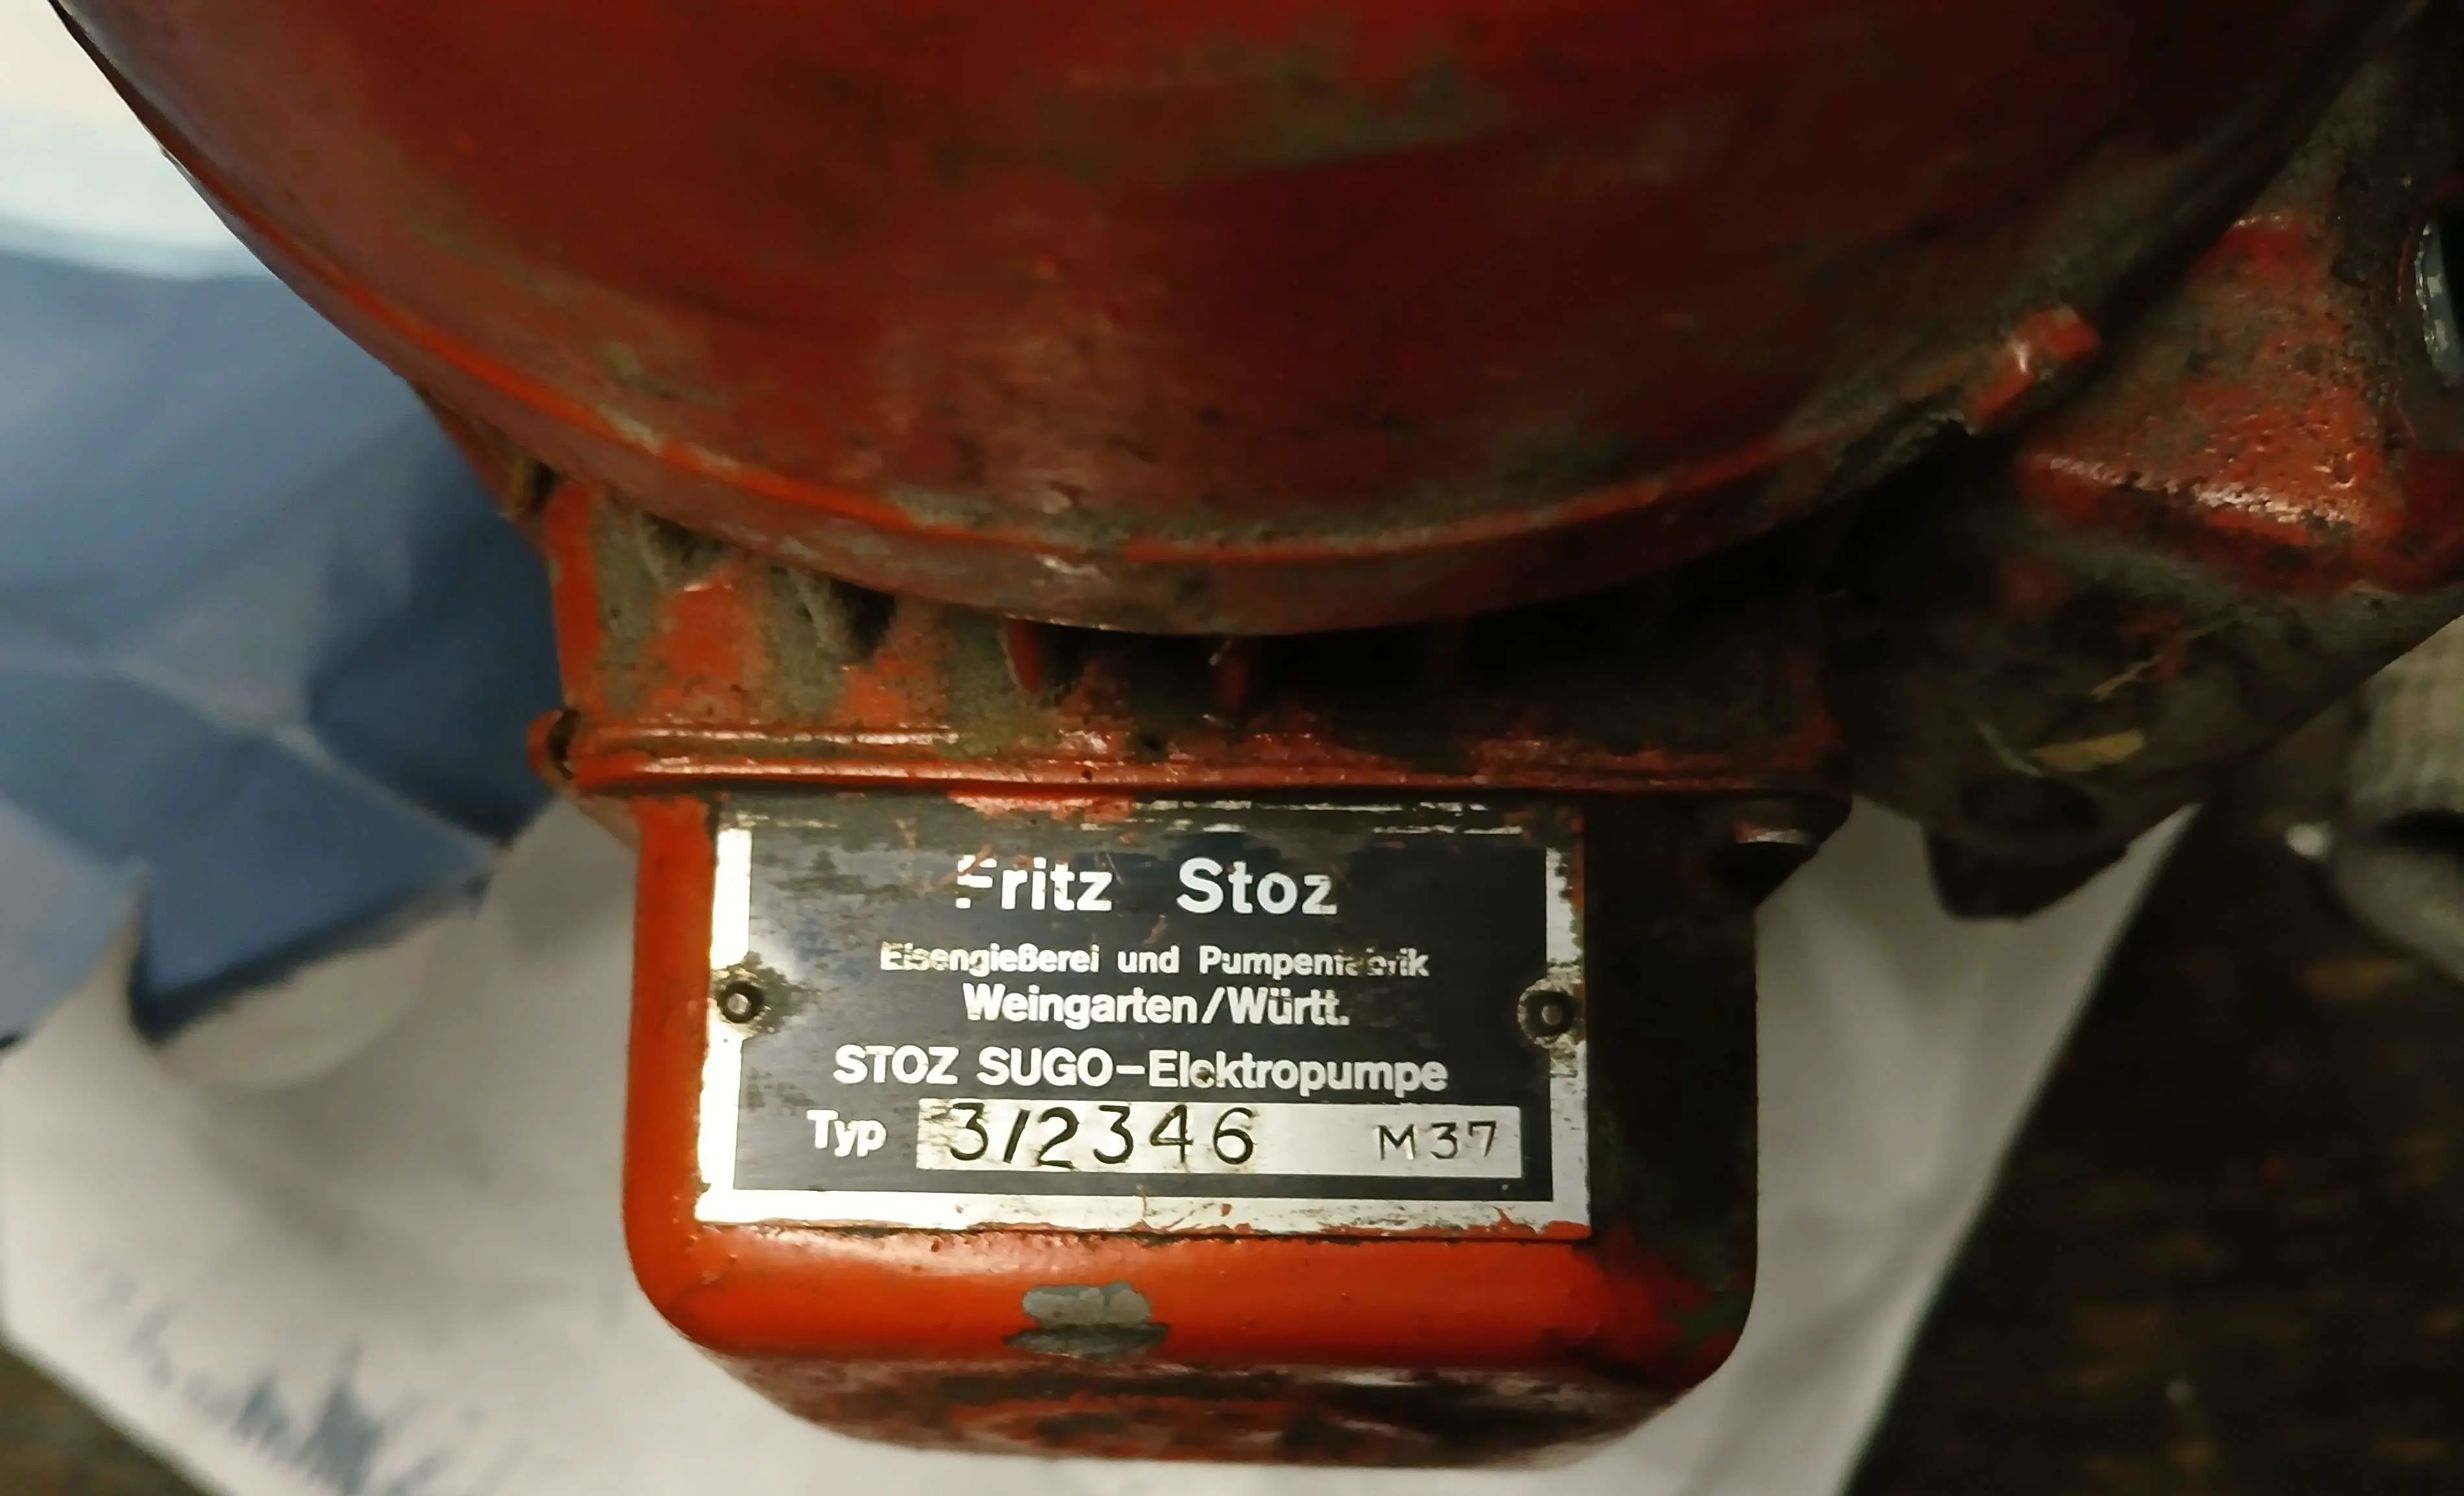 Fritz Stoz
Eisengießerei und Pumpenfabrik
Weingarten/Württ.
STOZ SUGO-Elektropumpe
Typ 3/2346 M37